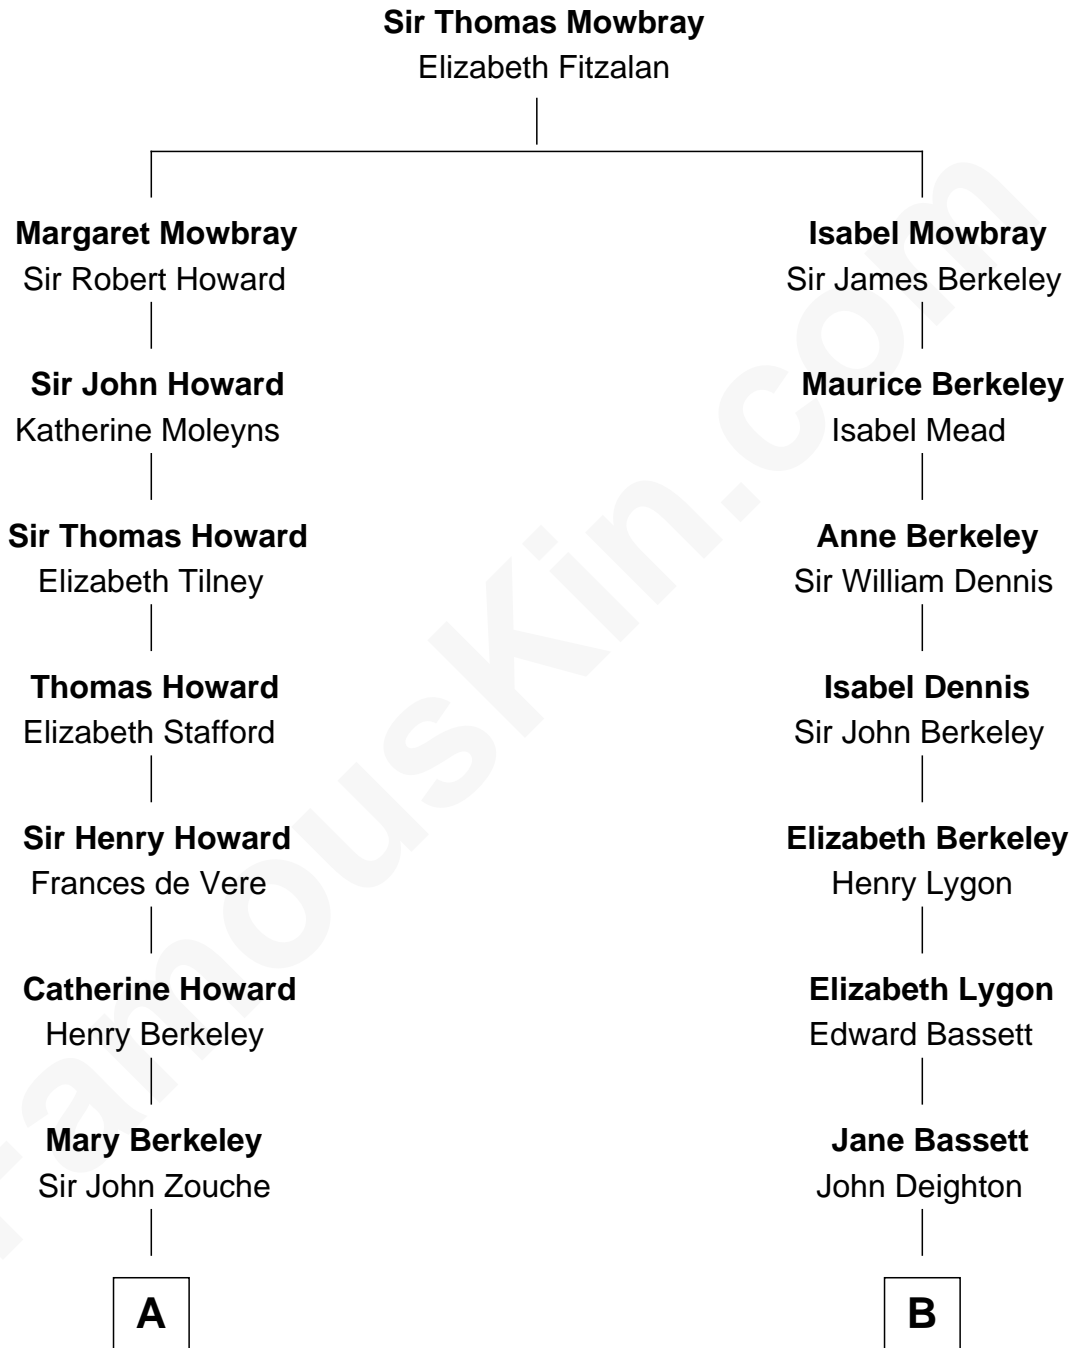 Sir Thomas Mowbray
Elizabeth Fitzalan
Margaret Mowbray
Sir Robert Howard
Isabel Mowbray
Sir James Berkeley
Sir John Howard
Katherine Moleyns
Maurice Berkeley
Isabel Mead
Sir Thomas Howard
Elizabeth Tilney
Anne Berkeley
Sir William Dennis
Thomas Howard
Elizabeth Stafford
Isabel Dennis
Sir John Berkeley
Sir Henry Howard
Frances de Vere
Elizabeth Berkeley
Henry Lygon
Catherine Howard
Henry Berkeley
Elizabeth Lygon
Edward Bassett
Mary Berkeley
Sir John Zouche
Jane Bassett
John Deighton
A
B
FamousKin.com